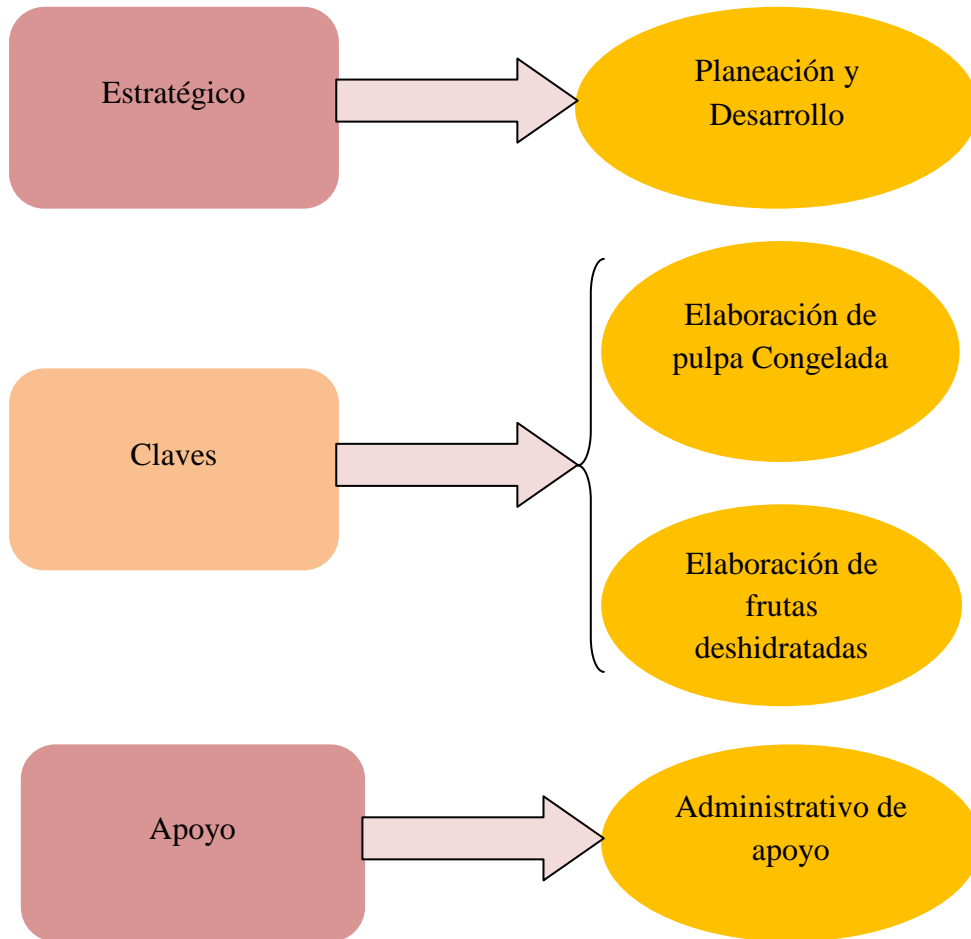 Estratégico
Planeación y
Desarrollo
Elaboración de
pulpa Congelada
Claves
Elaboración de
frutas
deshidratadas
Apoyo
Administrativo de
apoyo